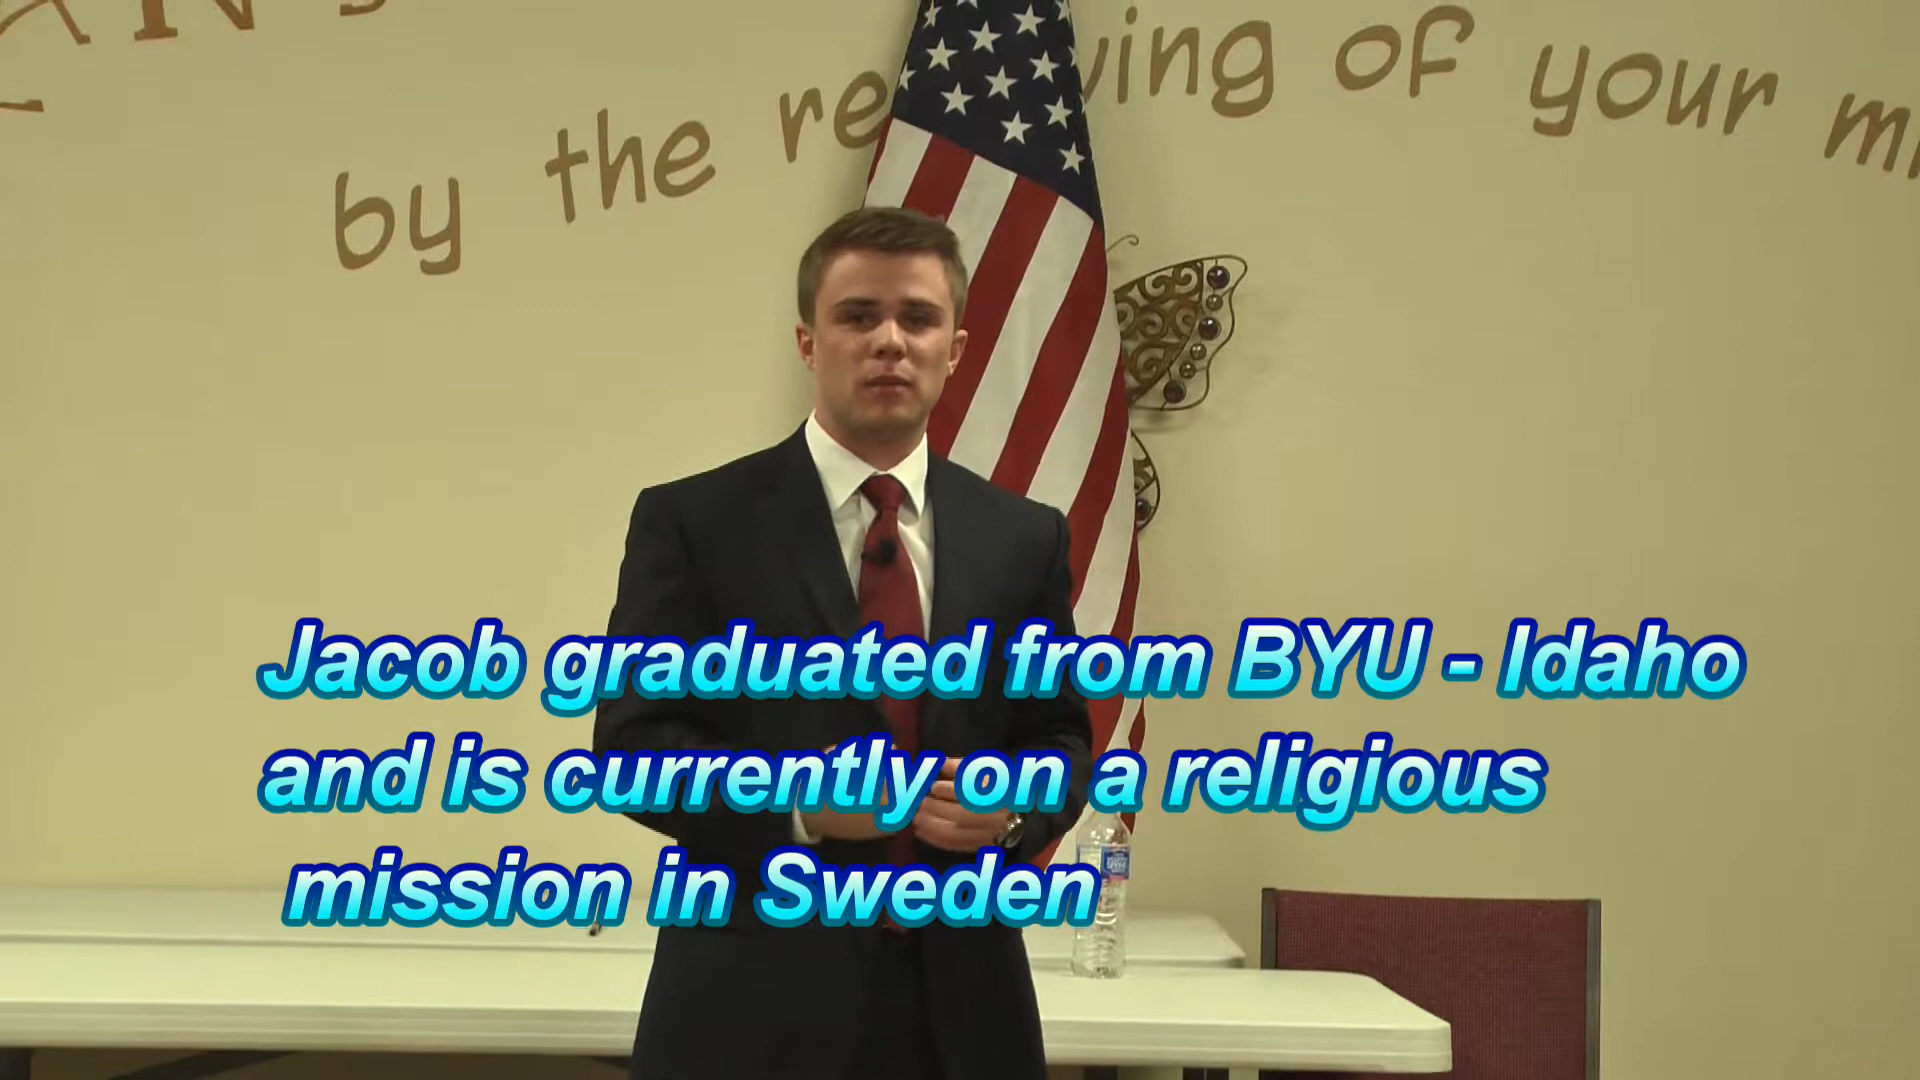 by the re ing of your
Jacob graduated from BYU - Idaho
and is currently on a religious
mission in Sweden